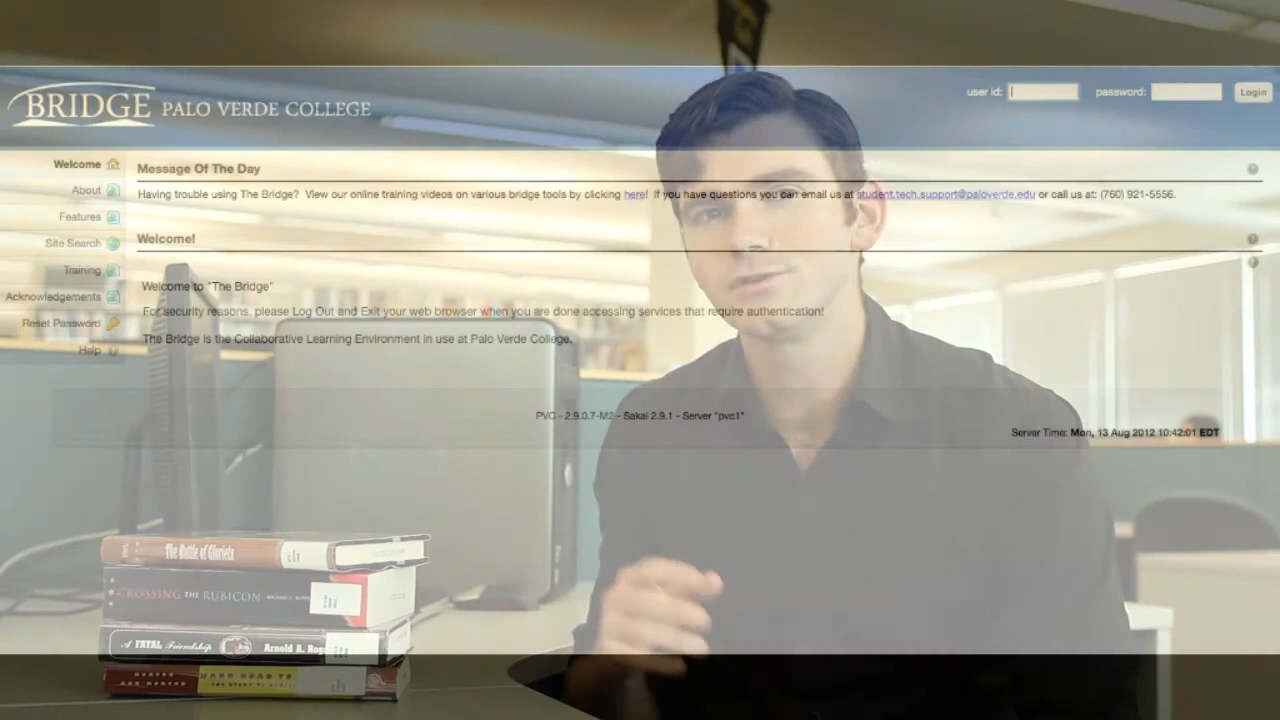 BRIDGE PALO VERDE COLLEGE
user id:
password:
Login
Welcome
About
Features
Site Search
Training
Acknowledgements
Reset Password
Help
Message Of The Day
Having trouble using The Bridge? View our online training videos on various bridge tools by clicking here! If you have questions you can email us at student.tech.support@paloverde.edu or call us at: (760) 921-5556.
Welcome!
Welcome to "The Bridge"
For security reasons, please Log Out and Exit your web browser when you are done accessing services that require authentication!
The Bridge is the Collaborative Learning Environment in use at Palo Verde College.
PVC - 2.9.0.7-M2 - Sakai 2.9.1 - Server "pvc1"
Server Time: Mon, 13 Aug 2012 10:42:01 EDT
The Battle of Glorieta
CROSSING THE RUBICON
A FATAL Friendship
Arnold A.
HARD ROAD TO